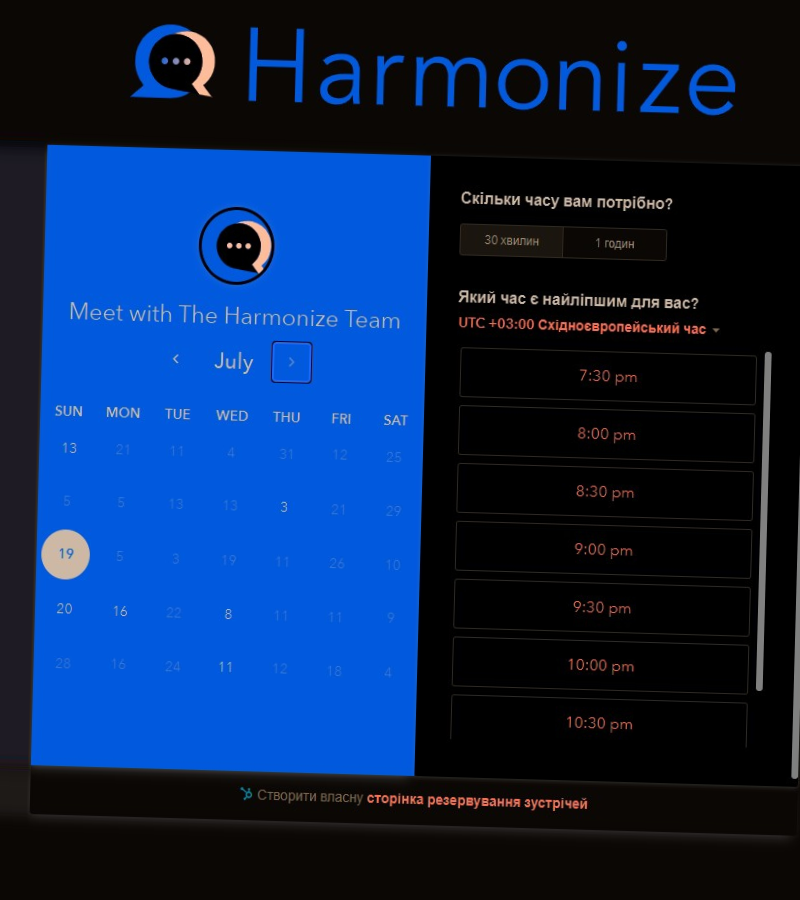 Harmonize
Meet with The Harmonize Team
July
SUN MON TUE WED THU FRI SAT
13 21 11 4 31 12 25
5 5 13 13 3 21 29
19 5 3 19 11 26 10
20 16 22 8 11 11 9
28 16 24 11 12 18 4
Скільки часу вам потрібно?
30 хвилин 1 годин
Який час є найліпшим для вас?
UTC +03:00 Східноєвропейський час
7:30 pm
8:00 pm
8:30 pm
9:00 pm
9:30 pm
10:00 pm
10:30 pm
Створити власну сторінка резервування зустрічей